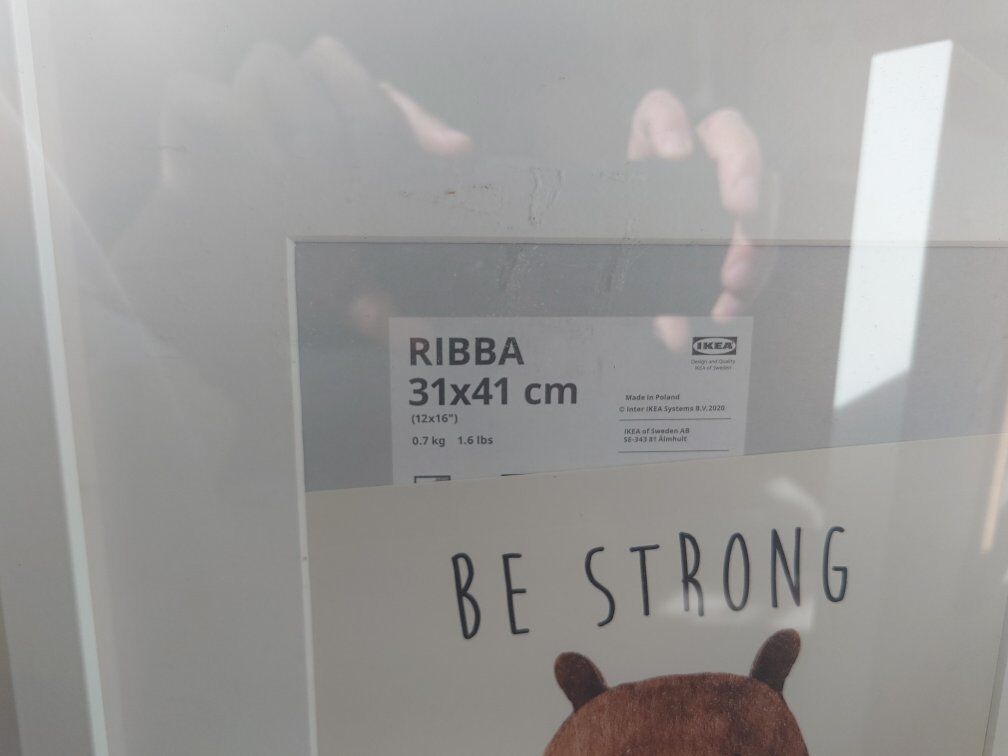 RIBBA
31x41 cm
(12x16")
0.7 kg 1.6 lbs
IKEA
Design and Quality
IKEA of Sweden
Made in Poland
© Inter IKEA Systems B.V.2020
IKEA of Sweden AB
SE-343 81 Älmhult
BE STRONG